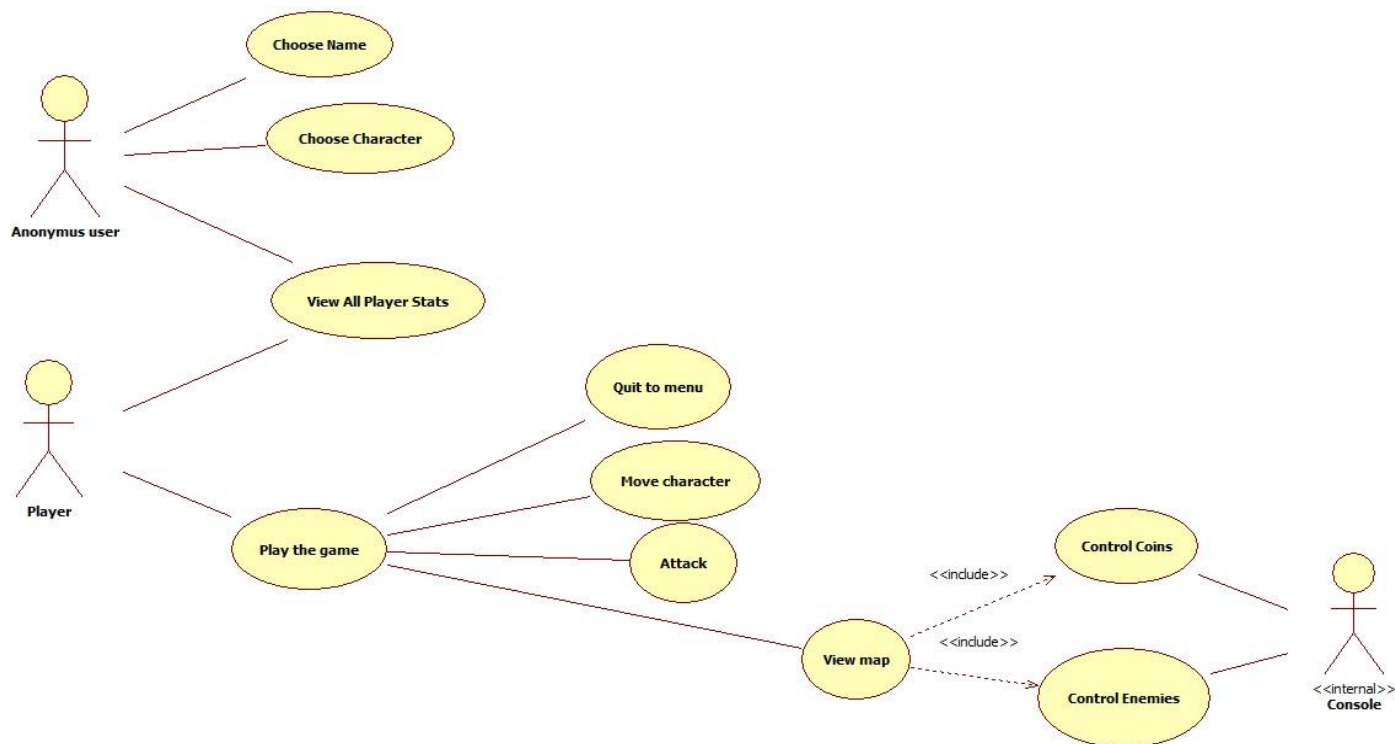 Choose Name
Choose Character
Anonymus user
View All Player Stats
Player
Quit to menu
Move character
Attack
Play the game
Control Coins
<<include>>
<<include>>
View map
Control Enemies
<<internal>>
Console